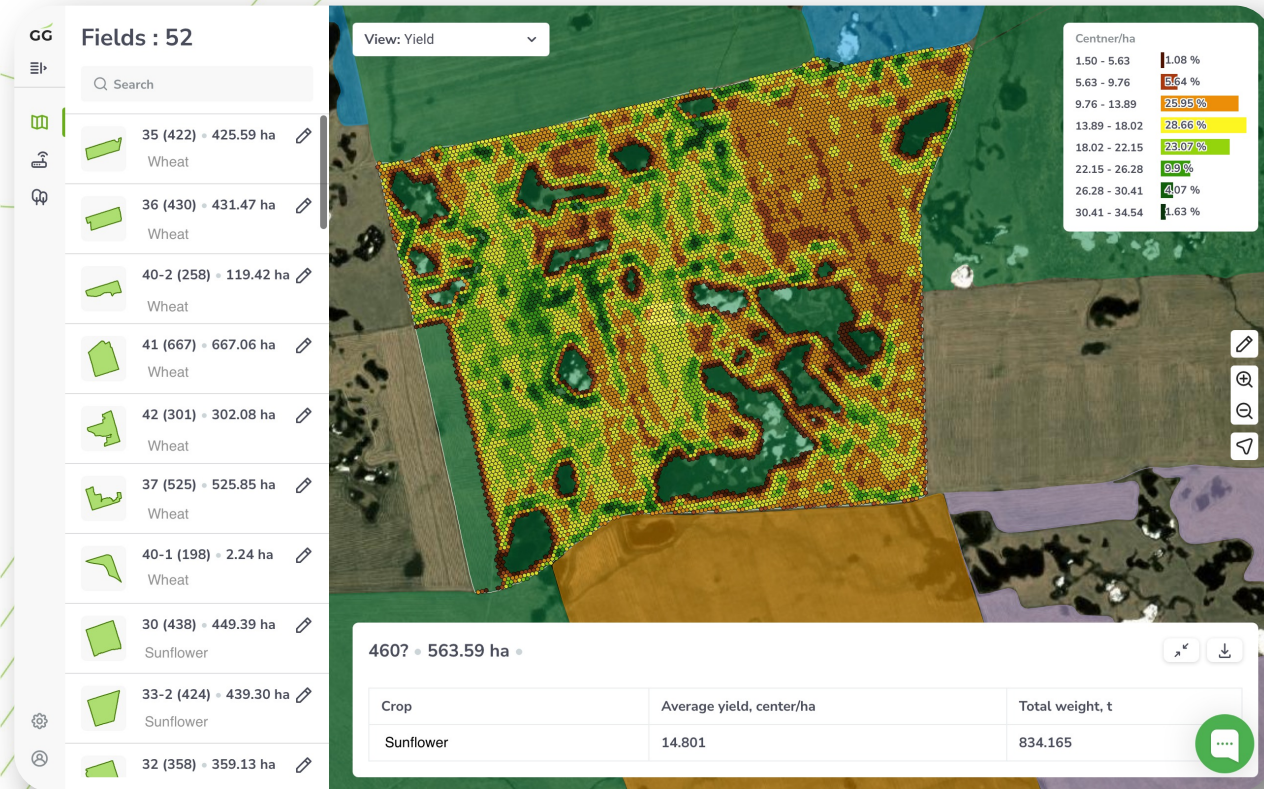 GG
Fields : 52
Search
35 (422) • 425.59 ha
Wheat
36 (430) • 431.47 ha
Wheat
40-2 (258) • 119.42 ha
Wheat
41 (667) • 667.06 ha
Wheat
42 (301) • 302.08 ha
Wheat
37 (525) • 525.85 ha
Wheat
40-1 (198) • 2.24 ha
Wheat
30 (438) • 449.39 ha
Sunflower
33-2 (424) • 439.30 ha
Sunflower
32 (358) • 359.13 ha
View: Yield
Centner/ha
1.50 - 5.63 1.08 %
5.63 - 9.76 5.64 %
9.76 - 13.89 25.95 %
13.89 - 18.02 28.66 %
18.02 - 22.15 23.07 %
22.15 - 26.28 9.9 %
26.28 - 30.41 4.07 %
30.41 - 34.54 1.63 %
460? • 563.59 ha •
Crop Average yield, center/ha Total weight, t
Sunflower 14.801 834.165